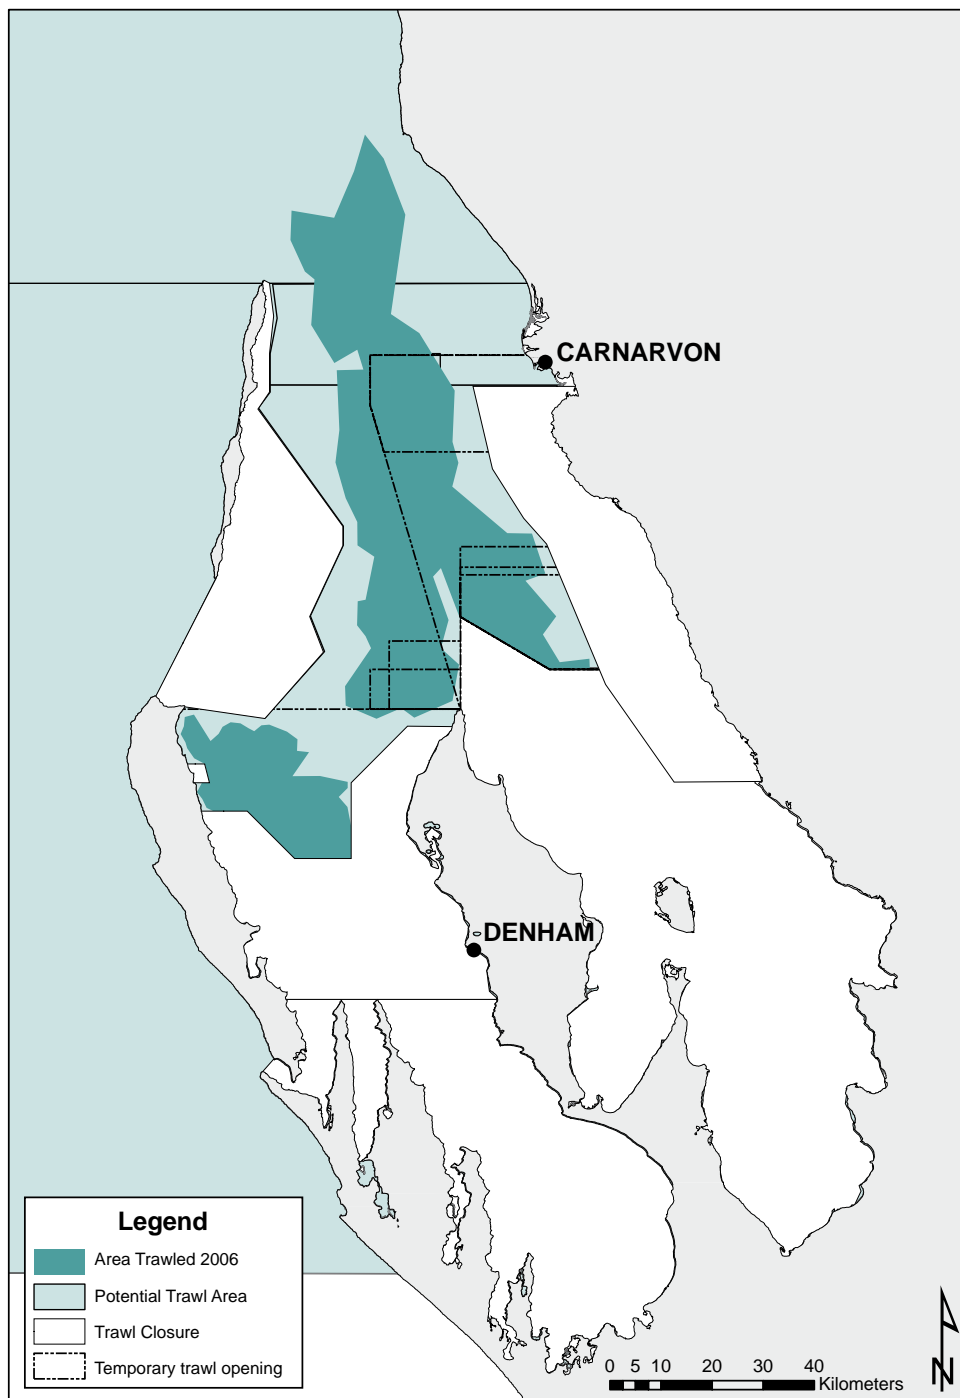 CARNARVON
DENHAM
Legend
Area Trawled 2006
Potential Trawl Area
Trawl Closure
Temporary trawl opening
0 5 10 20 30 40
Kilometers
N